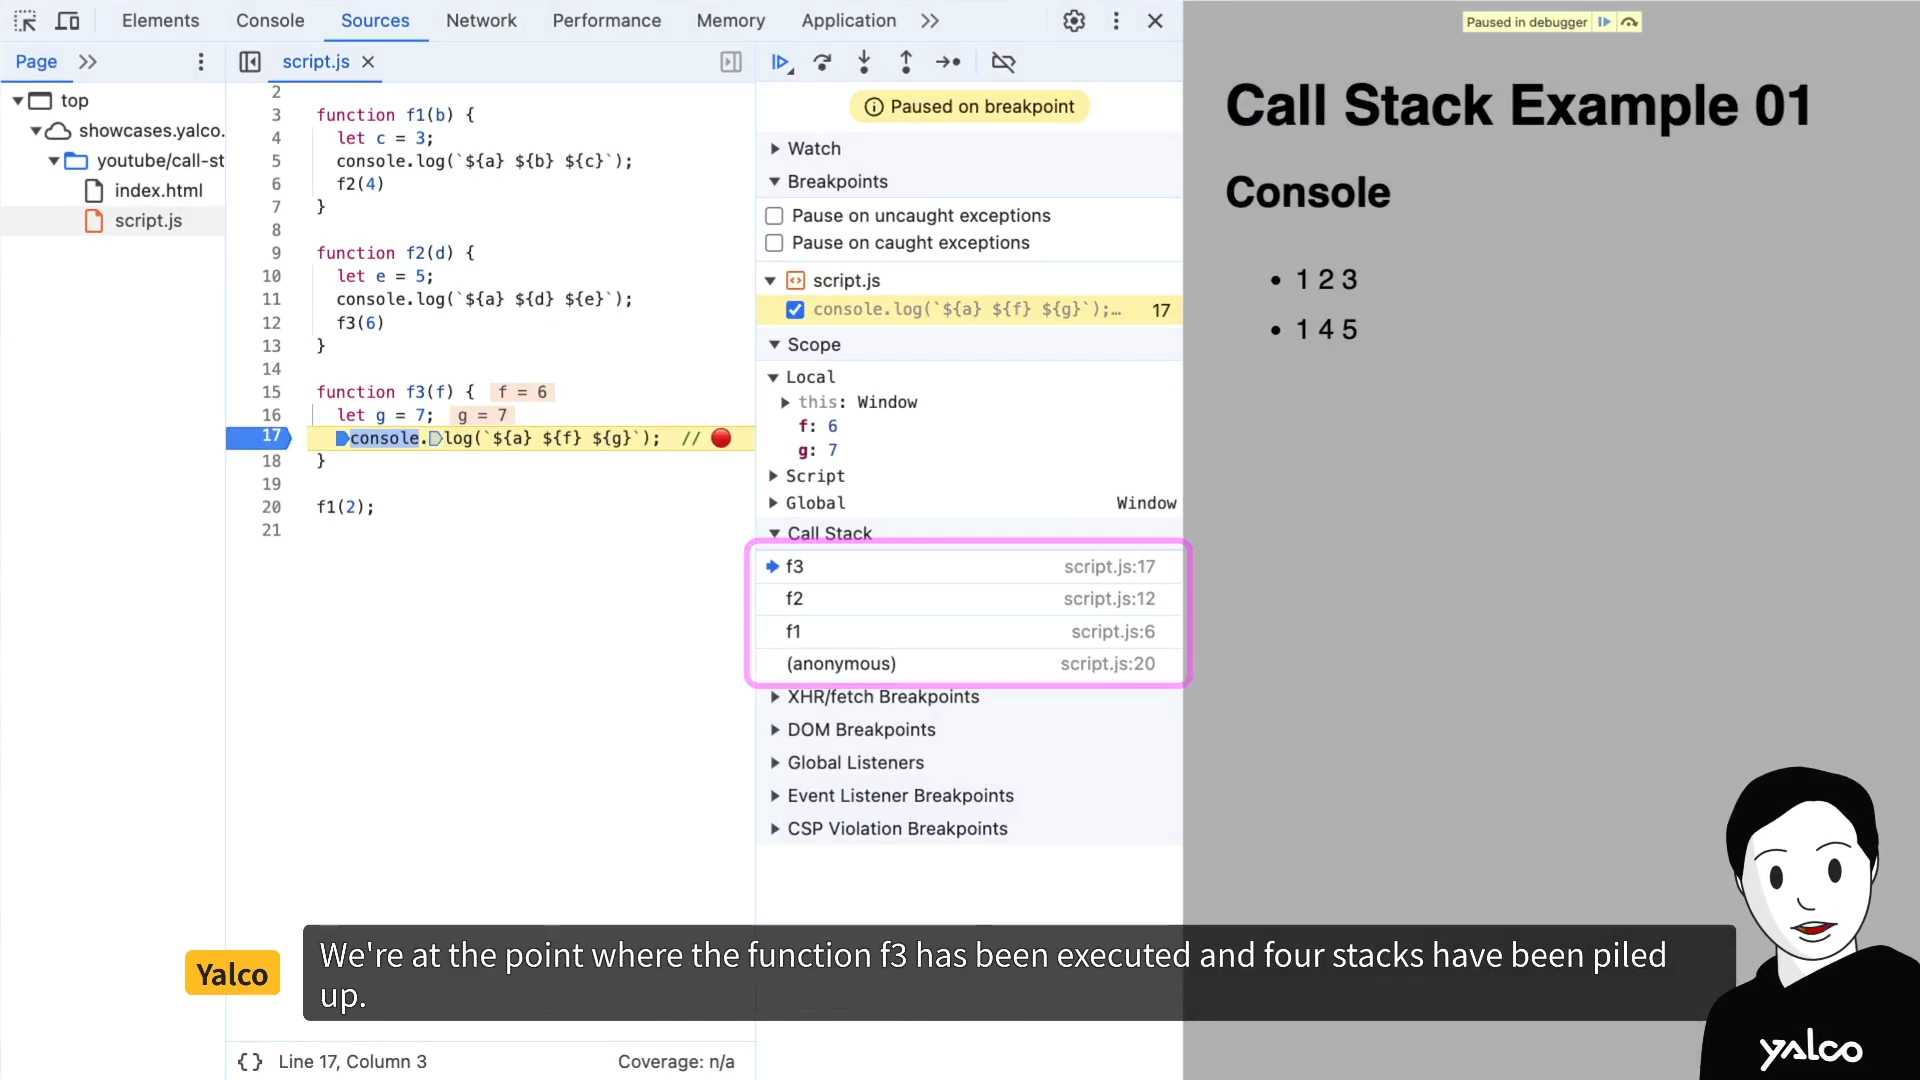 Elements Console Sources Network Performance Memory Application
Paused in debugger
Page
script.js
top
showcases.yalco.
youtube/call-st
index.html
script.js
2
3 function f1(b) {
4 let c = 3;
5 console.log(`${a} ${b} ${c}`);
6 f2(4)
7 }
8
9 function f2(d) {
10 let e = 5;
11 console.log(`${a} ${d} ${e}`);
12 f3(6)
13 }
14
15 function f3(f) { f = 6
16 let g = 7; g = 7
17 console.log(`${a} ${f} ${g}`); // 🔴
18 }
19
20 f1(2);
21
Paused on breakpoint
Watch
Breakpoints
Pause on uncaught exceptions
Pause on caught exceptions
script.js
console.log(`${a} ${f} ${g}`);… 17
Scope
Local
this: Window
f: 6
g: 7
Script
Global Window
Call Stack
f3 script.js:17
f2 script.js:12
f1 script.js:6
(anonymous) script.js:20
XHR/fetch Breakpoints
DOM Breakpoints
Global Listeners
Event Listener Breakpoints
CSP Violation Breakpoints
Call Stack Example 01
Console
• 1 2 3
• 1 4 5
Yalco
We're at the point where the function f3 has been executed and four stacks have been piled
up.
yalco
{} Line 17, Column 3 Coverage: n/a